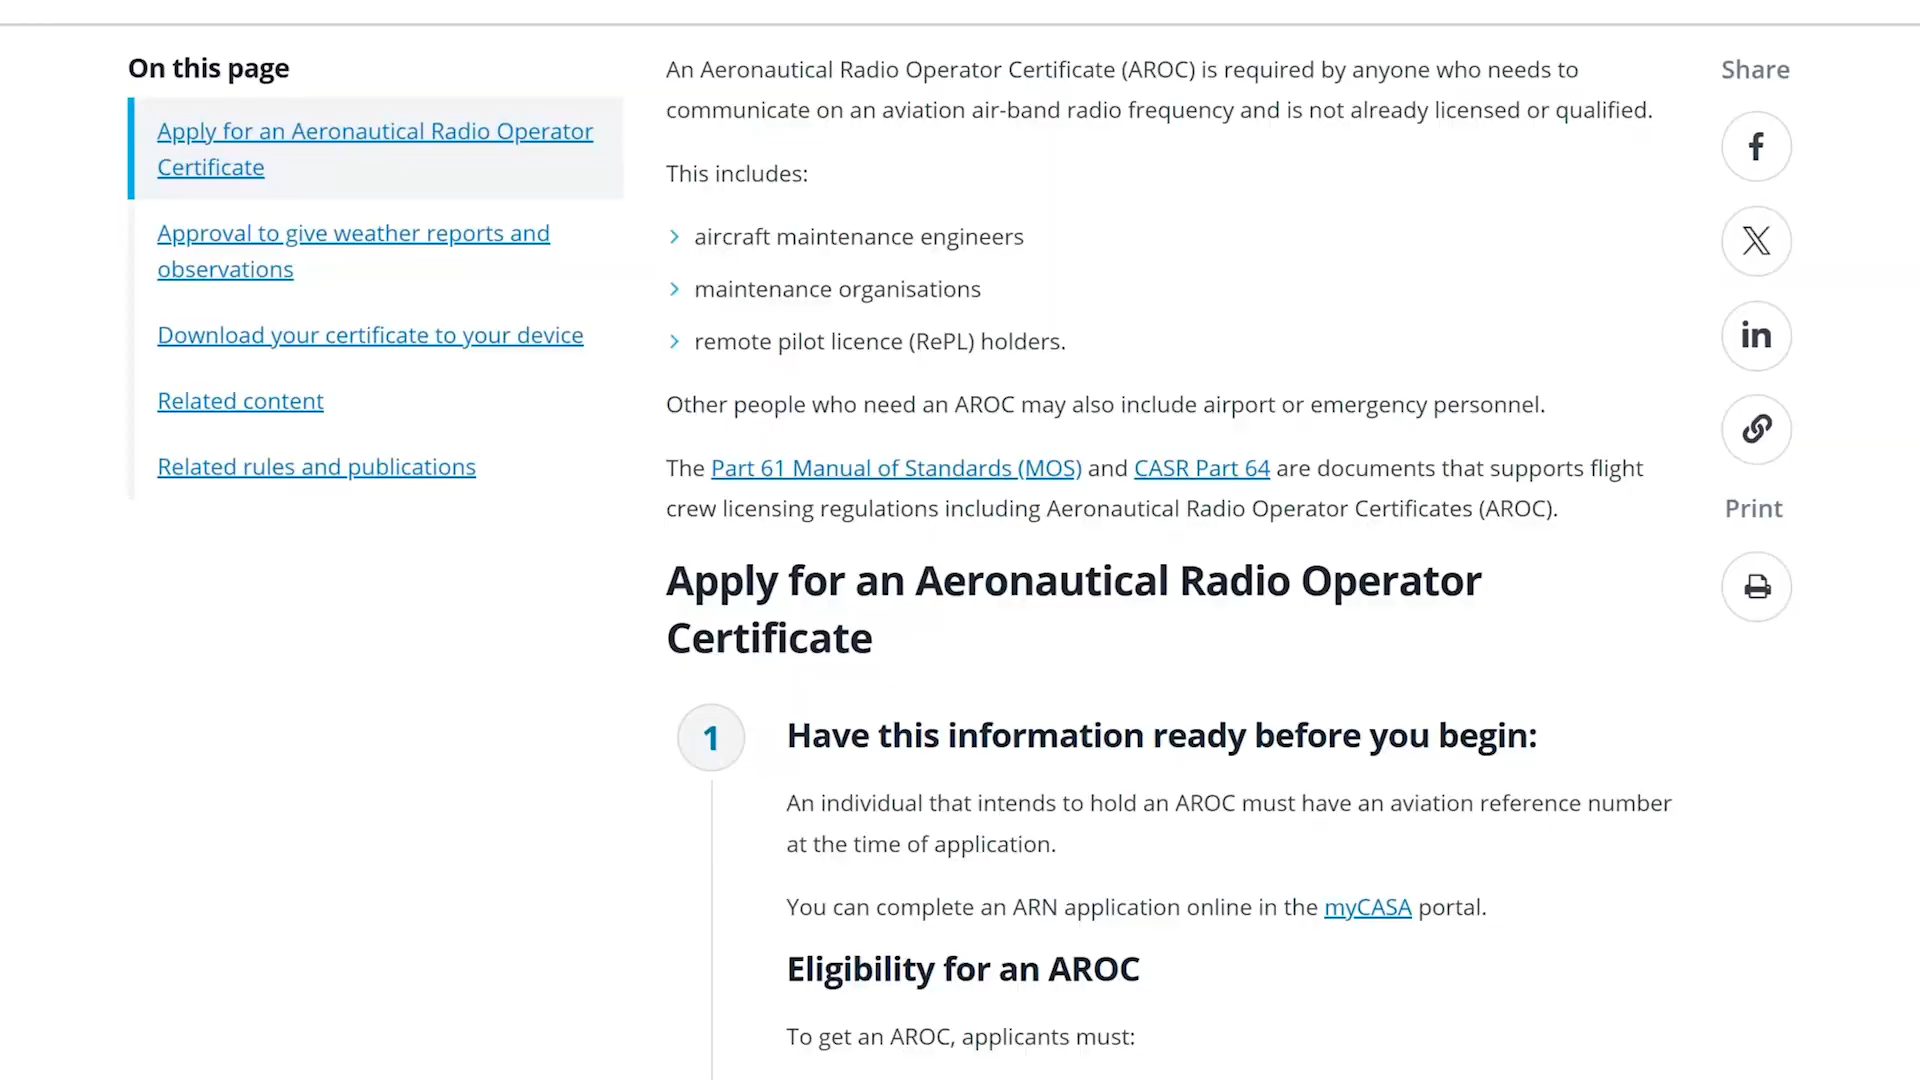 On this page
Apply for an Aeronautical Radio Operator
Certificate
Approval to give weather reports and
observations
Download your certificate to your device
Related content
Related rules and publications
An Aeronautical Radio Operator Certificate (AROC) is required by anyone who needs to
communicate on an aviation air-band radio frequency and is not already licensed or qualified.
This includes:
aircraft maintenance engineers
maintenance organisations
remote pilot licence (RePL) holders.
Other people who need an AROC may also include airport or emergency personnel.
The Part 61 Manual of Standards (MOS) and CASR Part 64 are documents that supports flight
crew licensing regulations including Aeronautical Radio Operator Certificates (AROC).
Apply for an Aeronautical Radio Operator
Certificate
1
Have this information ready before you begin:
An individual that intends to hold an AROC must have an aviation reference number
at the time of application.
You can complete an ARN application online in the myCASA portal.
Eligibility for an AROC
To get an AROC, applicants must:
Share
Print